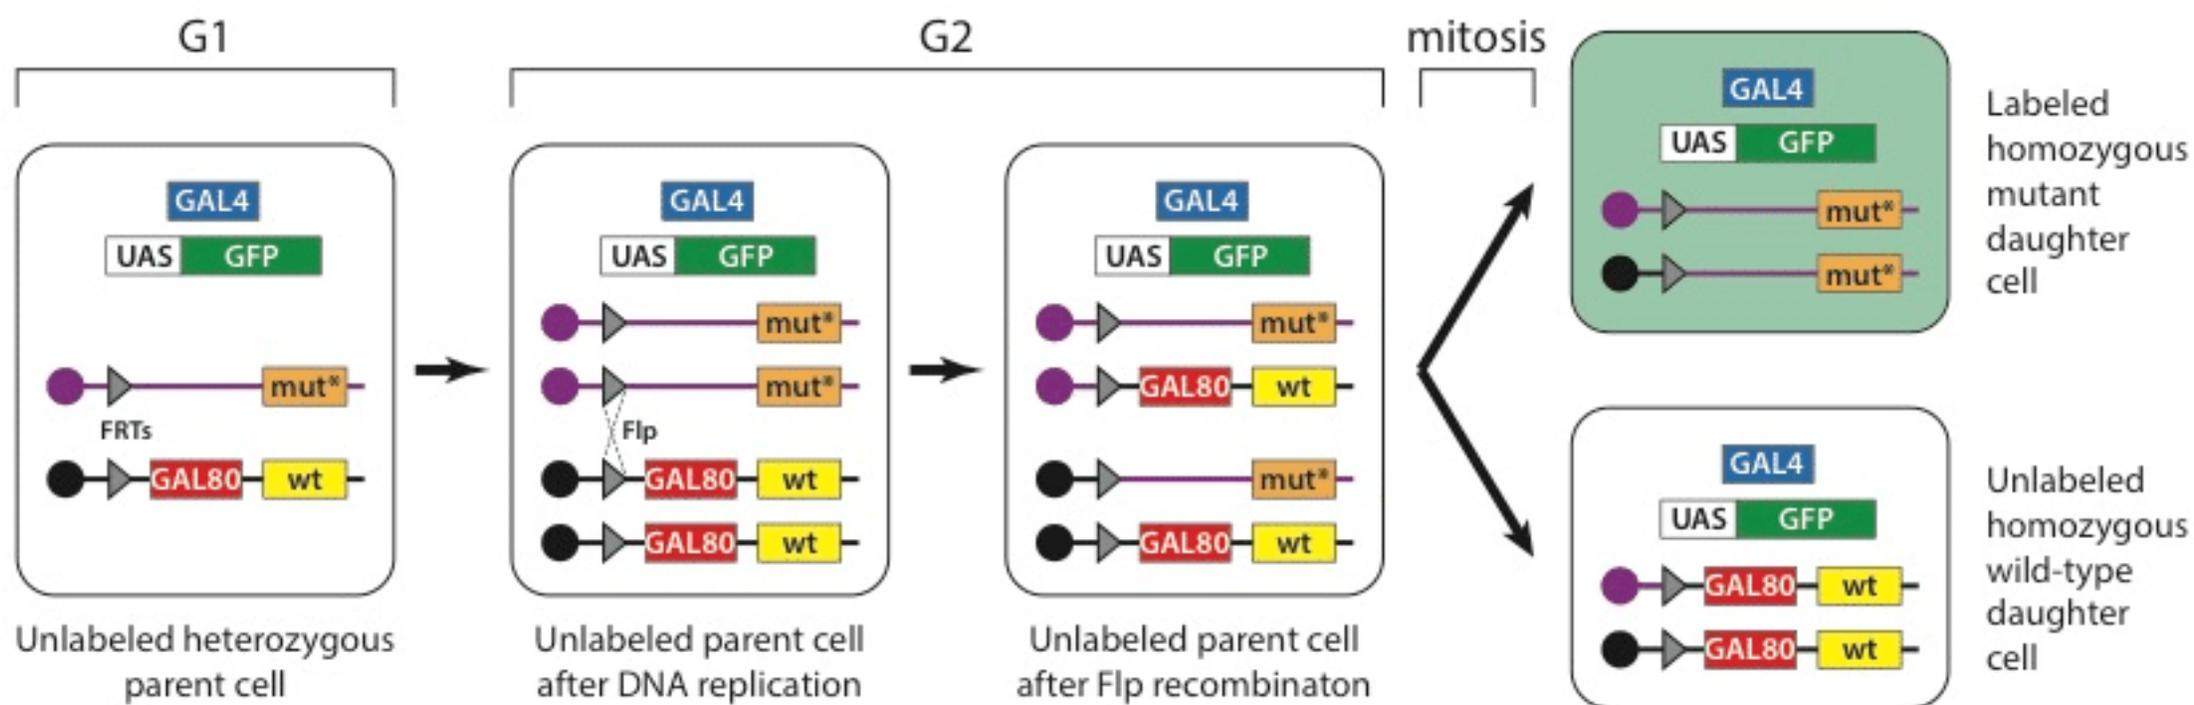 G1
G2
mitosis
GAL4
UAS GFP
mut*
FRTs
GAL80 wt
Unlabeled heterozygous
parent cell
GAL4
UAS GFP
mut*
mut*
Flp
GAL80 wt
GAL80 wt
Unlabeled parent cell
after DNA replication
GAL4
UAS GFP
mut*
GAL80 wt
mut*
GAL80 wt
Unlabeled parent cell
after Flp recombinaton
GAL4
UAS GFP
mut*
mut*
Labeled
homozygous
mutant
daughter
cell
GAL4
UAS GFP
GAL80 wt
GAL80 wt
Unlabeled
homozygous
wild-type
daughter
cell